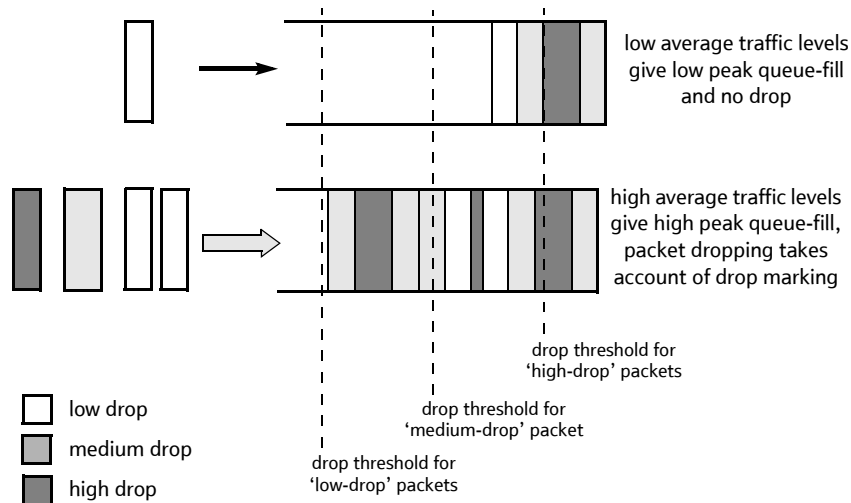 low average traffic levels
give low peak queue-fill
and no drop
high average traffic levels
give high peak queue-fill,
packet dropping takes
account of drop marking
drop threshold for
‘high-drop’ packets
drop threshold for
‘medium-drop’ packet
drop threshold for
‘low-drop’ packets
low drop
medium drop
high drop